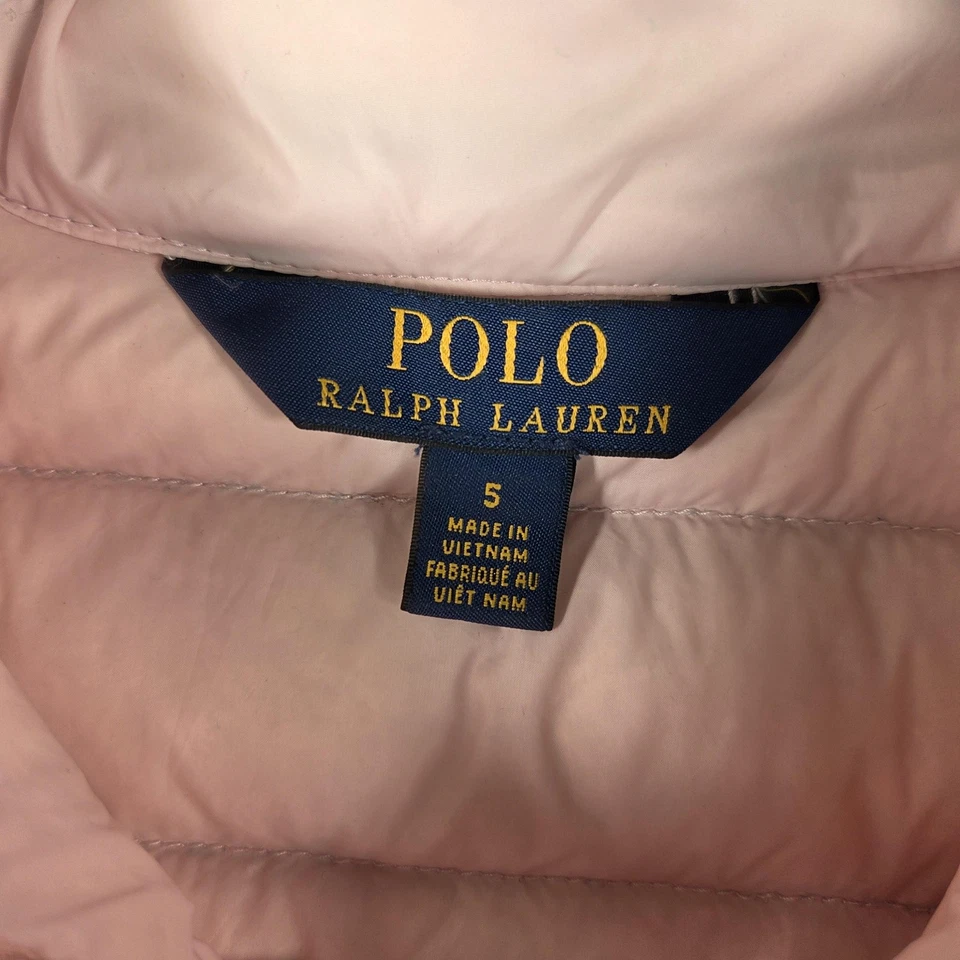 POLO
RALPH LAUREN
5
MADE IN
VIETNAM
FABRIQUÉ AU
VIÊT NAM